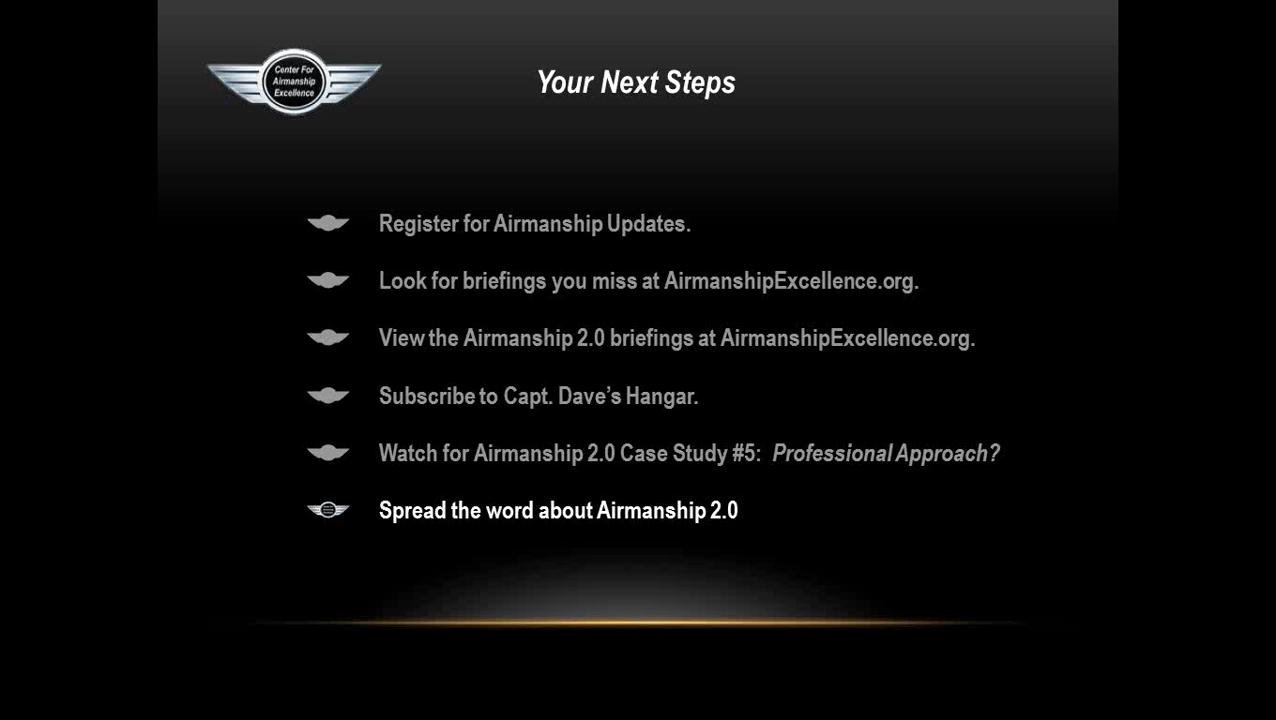 Center For
Airmanship
Excellence
Your Next Steps
Register for Airmanship Updates.
Look for briefings you miss at AirmanshipExcellence.org.
View the Airmanship 2.0 briefings at AirmanshipExcellence.org.
Subscribe to Capt. Dave’s Hangar.
Watch for Airmanship 2.0 Case Study #5: Professional Approach?
Spread the word about Airmanship 2.0